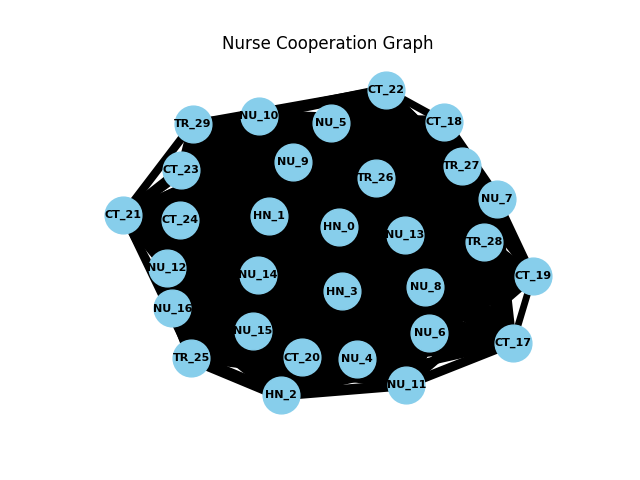 Nurse Cooperation Graph
CT_22
NU_10
CT_18
NU_5
TR_29
NU_9
TR_27
CT_23
TR_26
NU_7
CT_21
HN_1
CT_24
HN_0
NU_13
TR_28
NU_12
NU_14
CT_19
NU_8
HN_3
NU_16
NU_15
NU_6
CT_17
CT_20
TR_25
NU_4
NU_11
HN_2